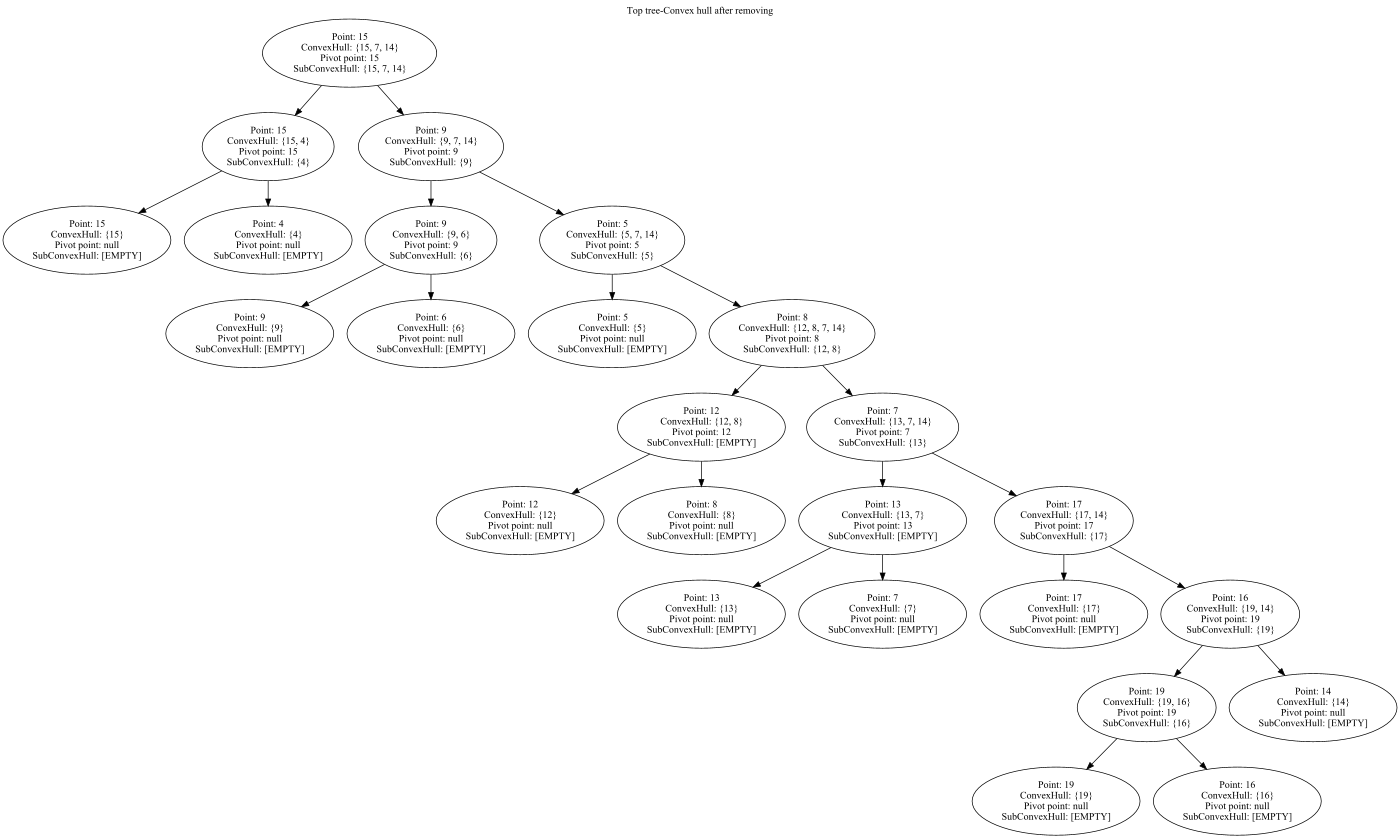 Top tree-Convex hull after removing
Point: 15
ConvexHull: {15, 7, 14}
Pivot point: 15
SubConvexHull: {15, 7, 14}
Point: 15
ConvexHull: {15, 4}
Pivot point: 15
SubConvexHull: {4}
Point: 9
ConvexHull: {9, 7, 14}
Pivot point: 9
SubConvexHull: {9}
Point: 15
ConvexHull: {15}
Pivot point: null
SubConvexHull: [EMPTY]
Point: 4
ConvexHull: {4}
Pivot point: null
SubConvexHull: [EMPTY]
Point: 9
ConvexHull: {9, 6}
Pivot point: 9
SubConvexHull: {6}
Point: 5
ConvexHull: {5, 7, 14}
Pivot point: 5
SubConvexHull: {5}
Point: 9
ConvexHull: {9}
Pivot point: null
SubConvexHull: [EMPTY]
Point: 6
ConvexHull: {6}
Pivot point: null
SubConvexHull: [EMPTY]
Point: 5
ConvexHull: {5}
Pivot point: null
SubConvexHull: [EMPTY]
Point: 8
ConvexHull: {12, 8, 7, 14}
Pivot point: 8
SubConvexHull: {12, 8}
Point: 12
ConvexHull: {12, 8}
Pivot point: 12
SubConvexHull: [EMPTY]
Point: 7
ConvexHull: {13, 7, 14}
Pivot point: 7
SubConvexHull: {13}
Point: 12
ConvexHull: {12}
Pivot point: null
SubConvexHull: [EMPTY]
Point: 8
ConvexHull: {8}
Pivot point: null
SubConvexHull: [EMPTY]
Point: 13
ConvexHull: {13, 7}
Pivot point: 13
SubConvexHull: [EMPTY]
Point: 17
ConvexHull: {17, 14}
Pivot point: 17
SubConvexHull: {17}
Point: 13
ConvexHull: {13}
Pivot point: null
SubConvexHull: [EMPTY]
Point: 7
ConvexHull: {7}
Pivot point: null
SubConvexHull: [EMPTY]
Point: 17
ConvexHull: {17}
Pivot point: null
SubConvexHull: [EMPTY]
Point: 16
ConvexHull: {19, 14}
Pivot point: 19
SubConvexHull: {19}
Point: 19
ConvexHull: {19, 16}
Pivot point: 19
SubConvexHull: {16}
Point: 14
ConvexHull: {14}
Pivot point: null
SubConvexHull: [EMPTY]
Point: 19
ConvexHull: {19}
Pivot point: null
SubConvexHull: [EMPTY]
Point: 16
ConvexHull: {16}
Pivot point: null
SubConvexHull: [EMPTY]